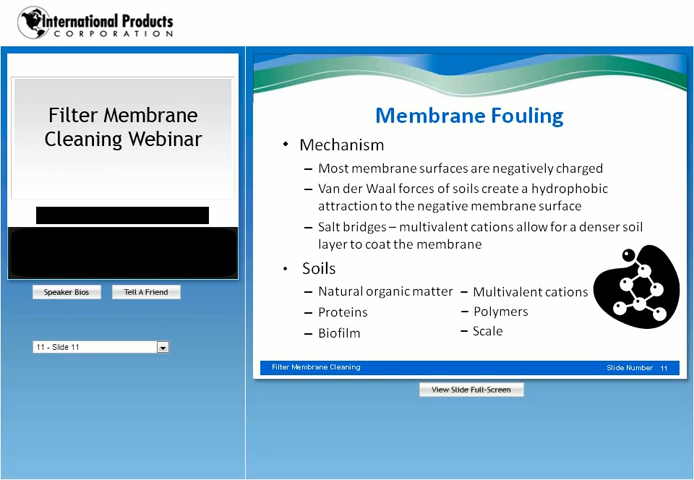 International Products
CORPORATION
Filter Membrane
Cleaning Webinar
Speaker Bios
Tell A Friend
11 - Slide 11
Membrane Fouling
• Mechanism
– Most membrane surfaces are negatively charged
– Van der Waal forces of soils create a hydrophobic
attraction to the negative membrane surface
– Salt bridges – multivalent cations allow for a denser soil
layer to coat the membrane
• Soils
– Natural organic matter
– Proteins
– Biofilm
– Multivalent cations
– Polymers
– Scale
Filter Membrane Cleaning
Slide Number 11
View Slide Full-Screen